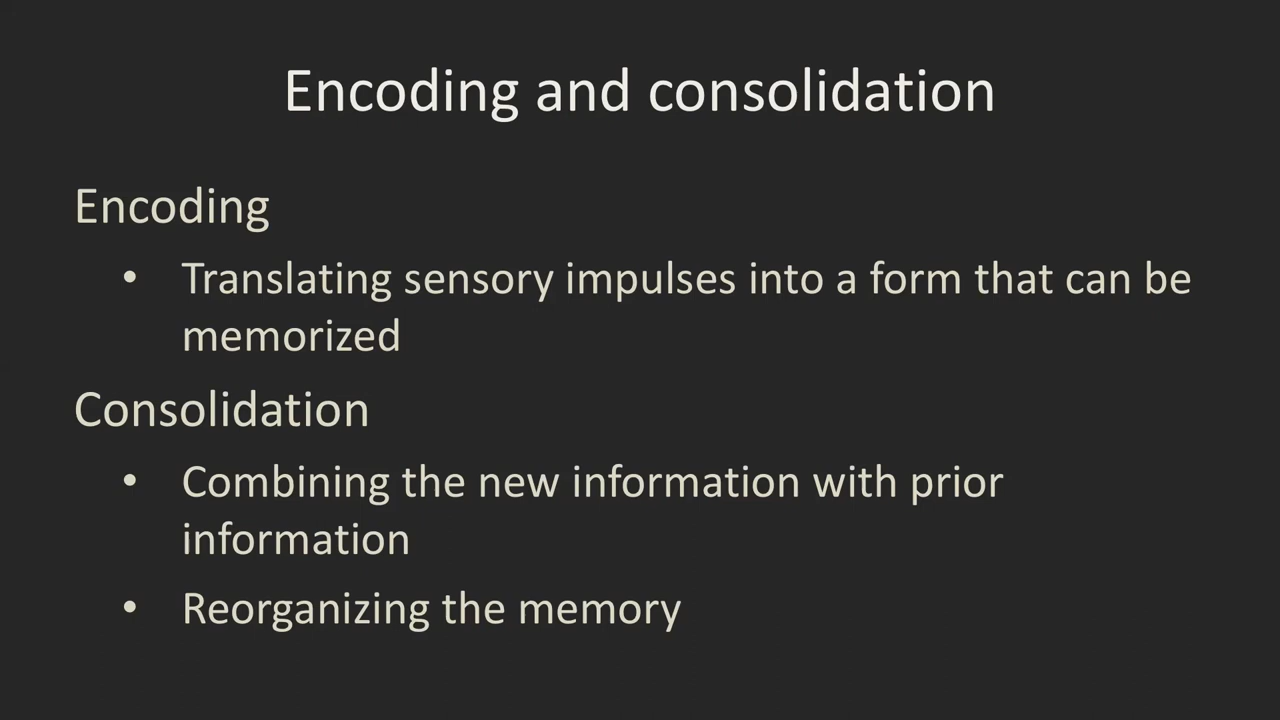 Encoding and consolidation
Encoding
• Translating sensory impulses into a form that can be
memorized
Consolidation
• Combining the new information with prior
information
• Reorganizing the memory